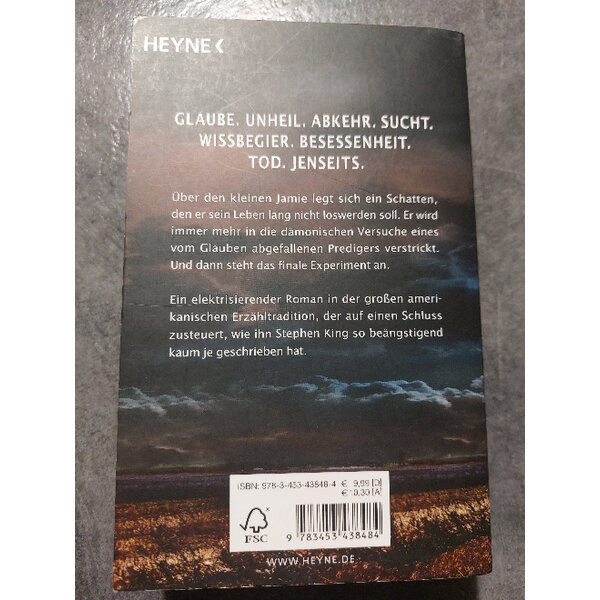 HEYNE <
GLAUBE. UNHEIL. ABKEHR. SUCHT.
WISSBEGIER. BESESSENHEIT.
TOD. JENSEITS.
Über den kleinen Jamie legt sich ein Schatten,
den er sein Leben lang nicht loswerden soll. Er wird
immer mehr in die dämonischen Versuche eines
vom Glauben abgefallenen Predigers verstrickt.
Und dann steht das finale Experiment an.
Ein elektrisierender Roman in der großen ameri-
kanischen Erzähltradition, der auf einen Schluss
zusteuert, wie ihn Stephen King so beängstigend
kaum je geschrieben hat.
ISBN: 978-3-453-43848-4 € 9,99 [D]
€ 10,30 [A]
FSC
9 783453 438484
WWW.HEYNE.DE